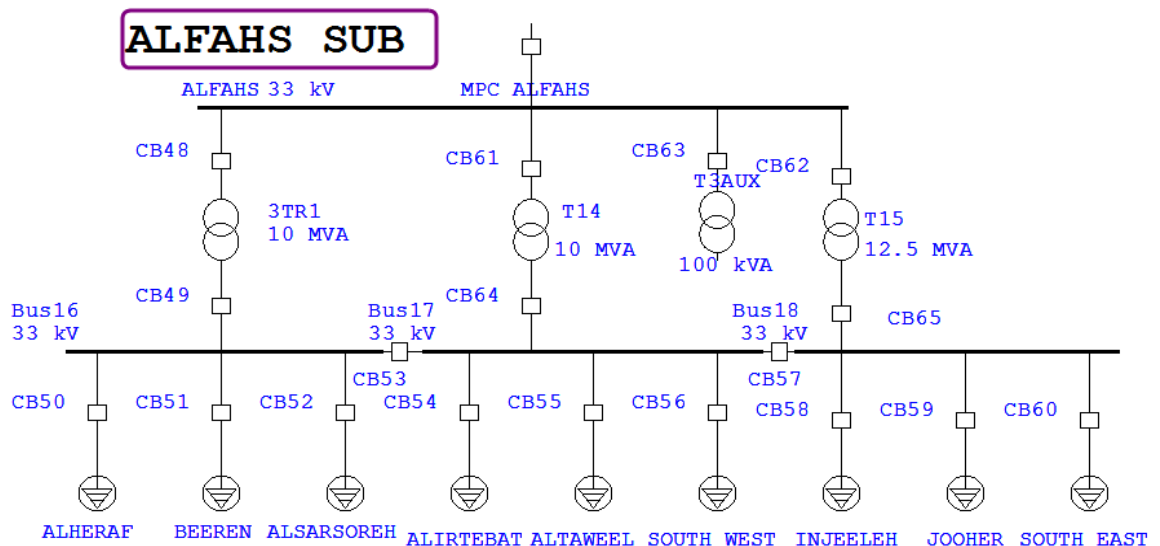 ALFAHS SUB
ALFAHS 33 kV
MPC ALFAHS
CB48
CB61
CB63
CB62
T3AUX
3TR1
10 MVA
T14
10 MVA
100 kVA
T15
12.5 MVA
CB49
CB64
CB65
Bus16
33 kV
Bus17
33 kV
Bus18
33 kV
CB53
CB57
CB50
CB51
CB52
CB54
CB55
CB56
CB58
CB59
CB60
ALHERAF
BEEREN
ALSARSOREH
ALIRTEBAT
ALTAWEEL
SOUTH WEST
INJEELEH
JOOHER
SOUTH EAST